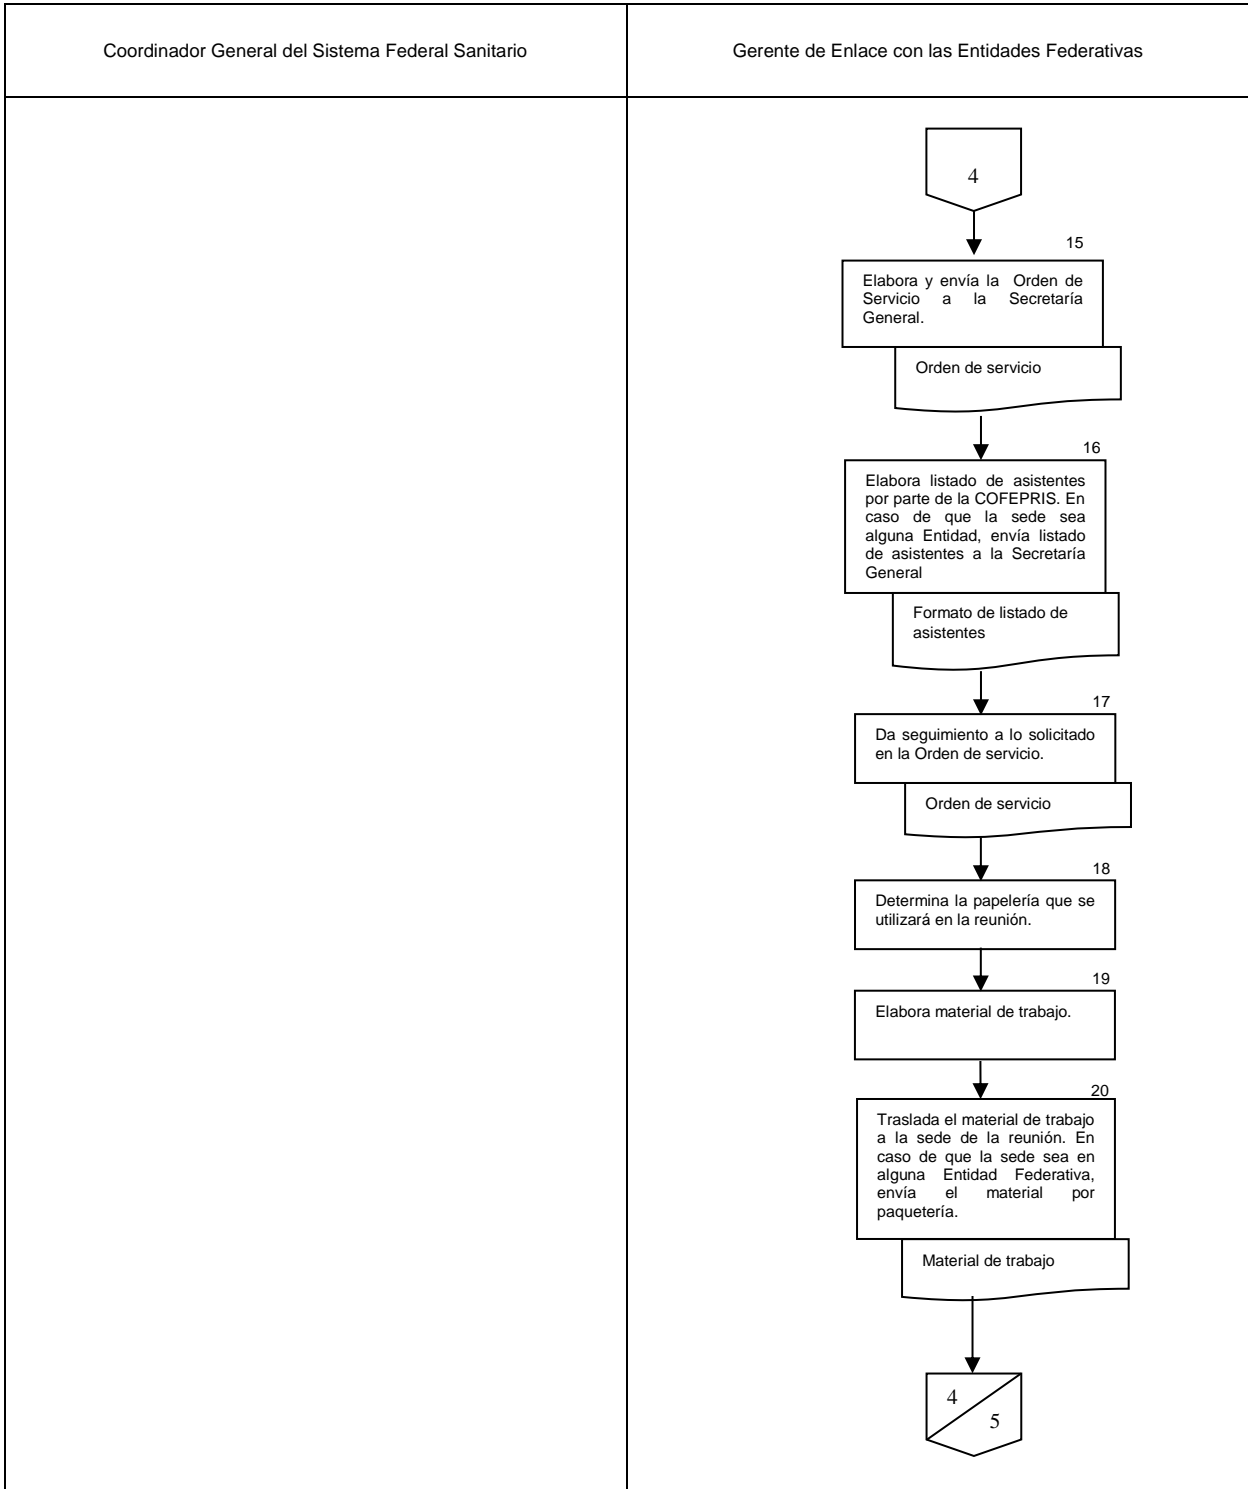 Coordinador General del Sistema Federal Sanitario
Gerente de Enlace con las Entidades Federativas
4
15
Elabora y envía la Orden de
Servicio a la Secretaría
General.
Orden de servicio
16
Elabora listado de asistentes
por parte de la COFEPRIS. En
caso de que la sede sea
alguna Entidad, envía listado
de asistentes a la Secretaría
General
Formato de listado de
asistentes
17
Da seguimiento a lo solicitado
en la Orden de servicio.
Orden de servicio
18
Determina la papelería que se
utilizará en la reunión.
19
Elabora material de trabajo.
20
Traslada el material de trabajo
a la sede de la reunión. En
caso de que la sede sea en
alguna Entidad Federativa,
envía el material por
paquetería.
Material de trabajo
4
5